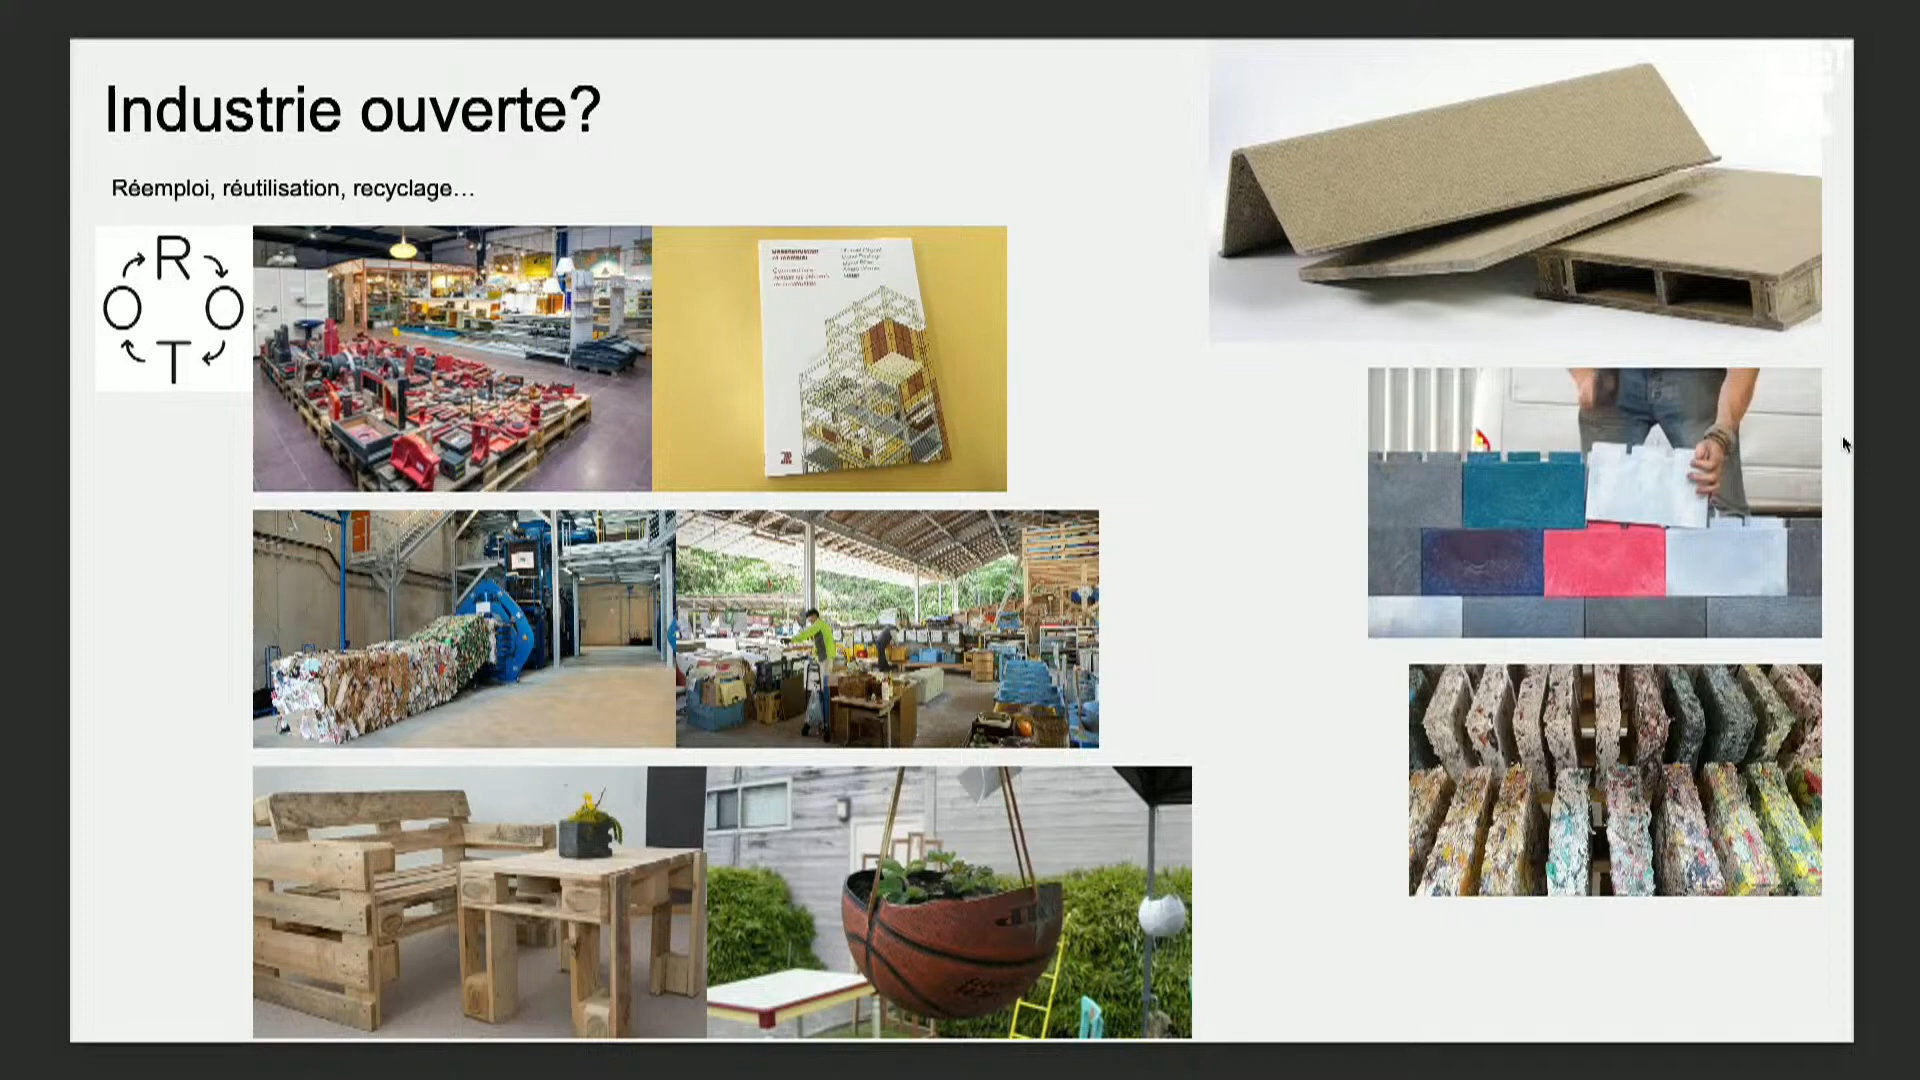 Industrie ouverte?
Réemploi, réutilisation, recyclage…
R
O O
T